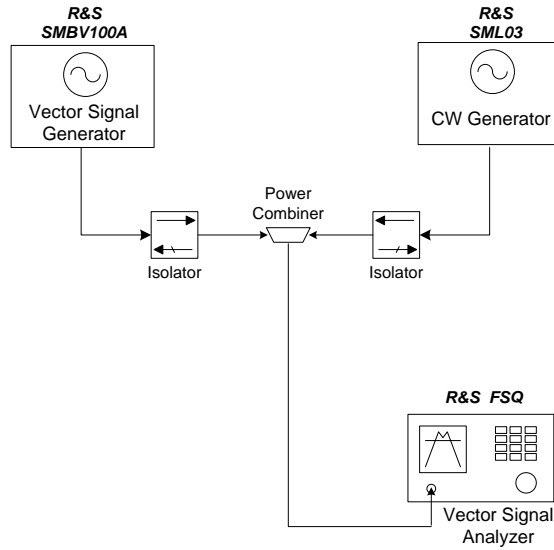 R&S
SMBV100A
Vector Signal
Generator
R&S
SML03
CW Generator
Power
Combiner
Isolator
Isolator
R&S FSQ
Vector Signal
Analyzer